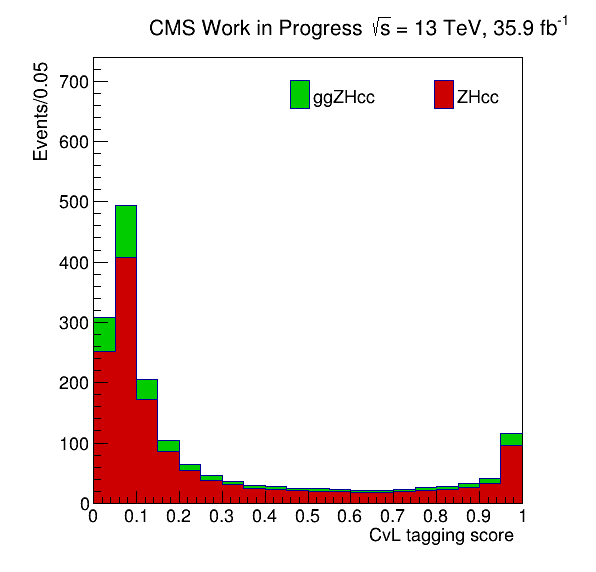 CMS Work in Progress √s = 13 TeV, 35.9 fb⁻¹
Events/0.05
ggZHcc ZHcc
700
600
500
400
300
200
100
0
0 0.1 0.2 0.3 0.4 0.5 0.6 0.7 0.8 0.9 1
CvL tagging score